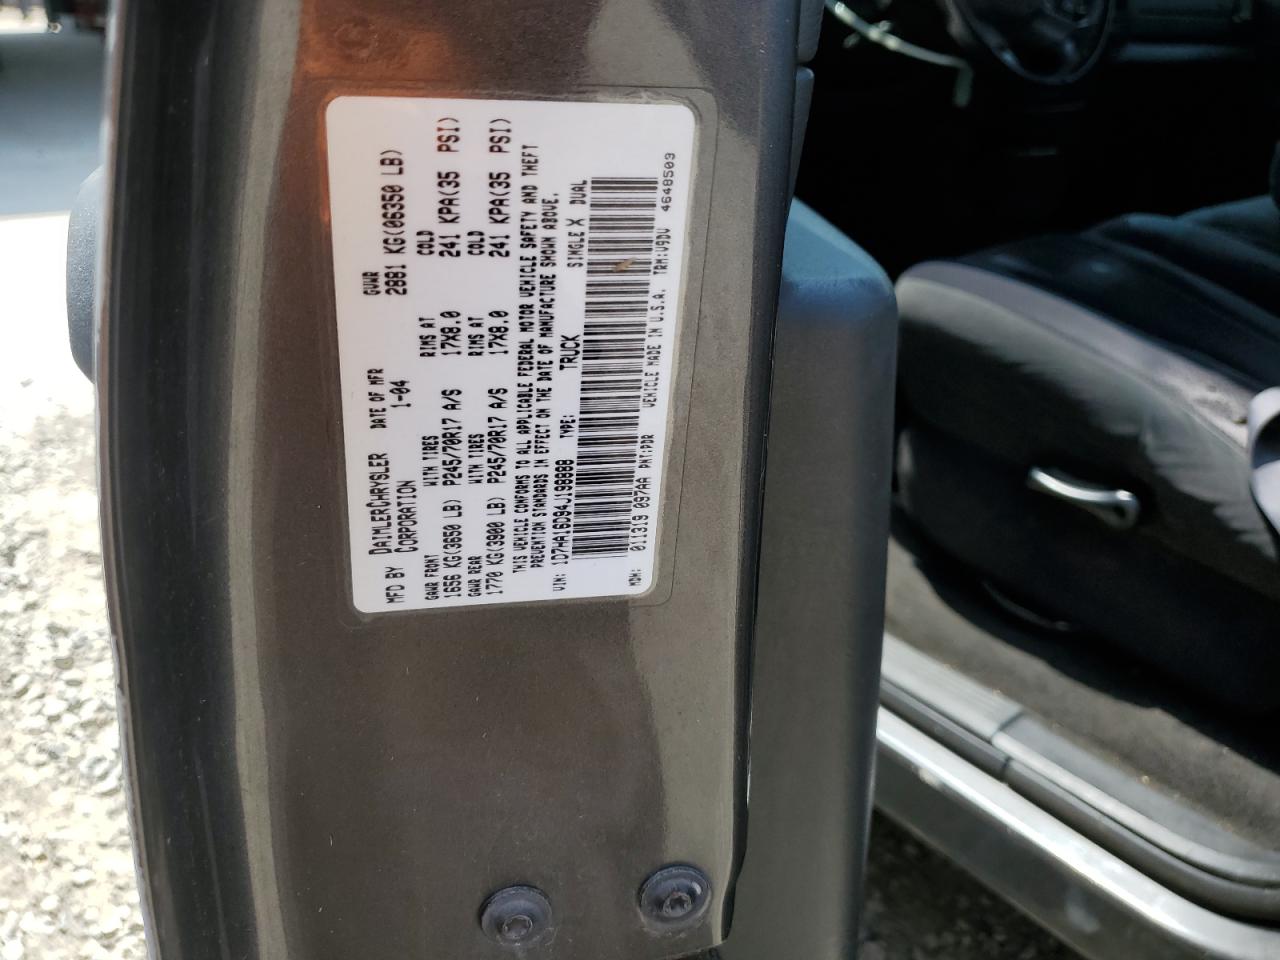 MFD BY DAIMLERCHRYSLER CORPORATION DATE OF MFR 1-04 GVWR 2881 KG(06350 LB)
GAWR FRONT WITH TIRES RIMS AT COLD
1656 KG(3650 LB) P245/70R17 A/S 17X8.0 241 KPA(35 PSI)
GAWR REAR WITH TIRES RIMS AT COLD
1770 KG(3900 LB) P245/70R17 A/S 17X8.0 241 KPA(35 PSI)
THIS VEHICLE CONFORMS TO ALL APPLICABLE FEDERAL MOTOR VEHICLE SAFETY AND THEFT
PREVENTION STANDARDS IN EFFECT ON THE DATE OF MANUFACTURE SHOWN ABOVE.
VIN: 1D7HA16D94J198888 TYPE: TRUCK SINGLE X DUAL
MDH: 011319 097AA PNT:PDR VEHICLE MADE IN U.S.A. TRM:V9DV 4648509